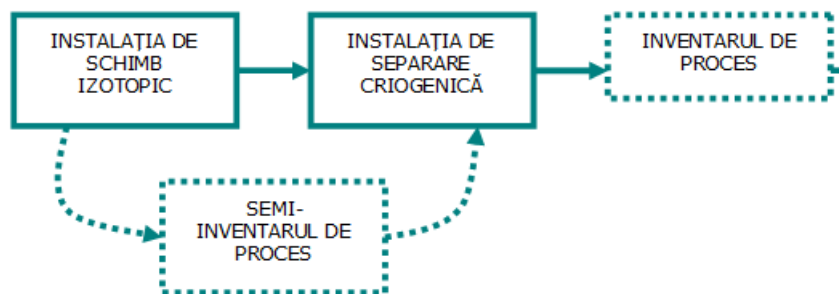 INSTALAȚIA DE
SCHIMB
IZOTOPIC
INSTALAȚIA DE
SEPARARE
CRIOGENICĂ
INVENTARUL DE
PROCES
SEMI-
INVENTARUL DE
PROCES